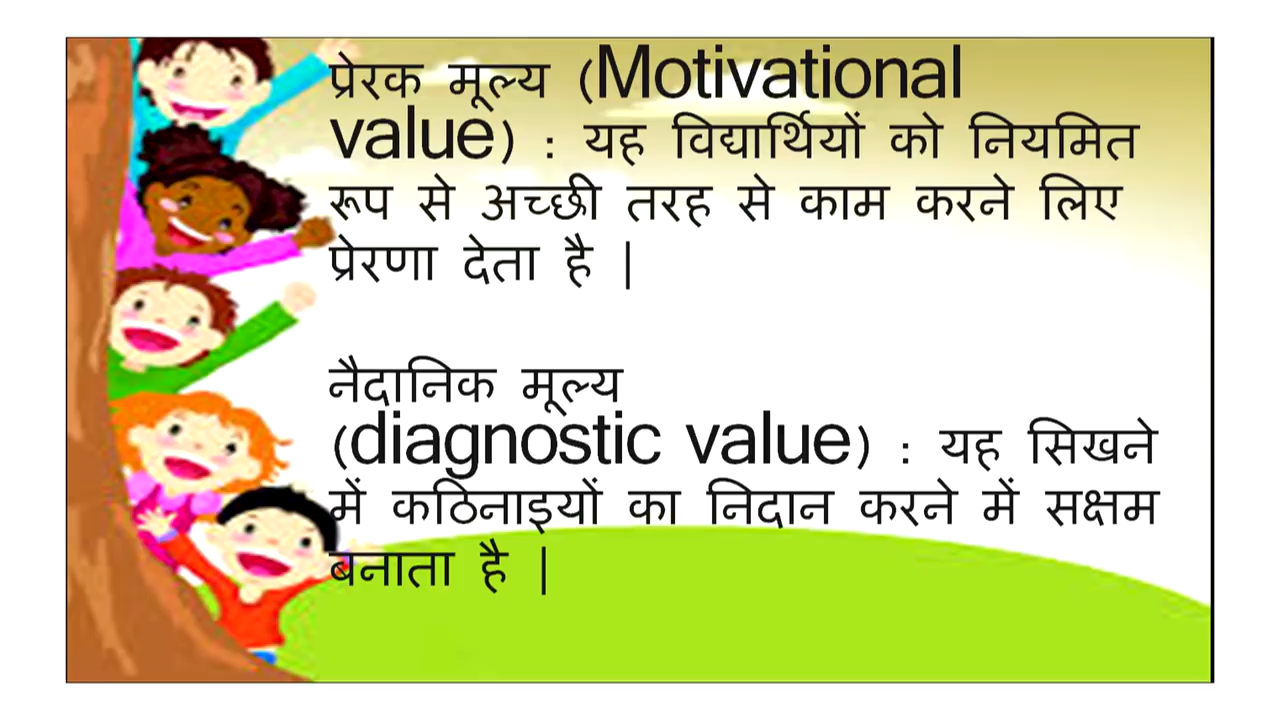 प्रेरक मूल्य (Motivational
value) : यह विद्यार्थियों को नियमित
रूप से अच्छी तरह से काम करने लिए
प्रेरणा देता है |
नैदानिक मूल्य
(diagnostic value) : यह सिखने
में कठिनाइयों का निदान करने में सक्षम
बनाता है |